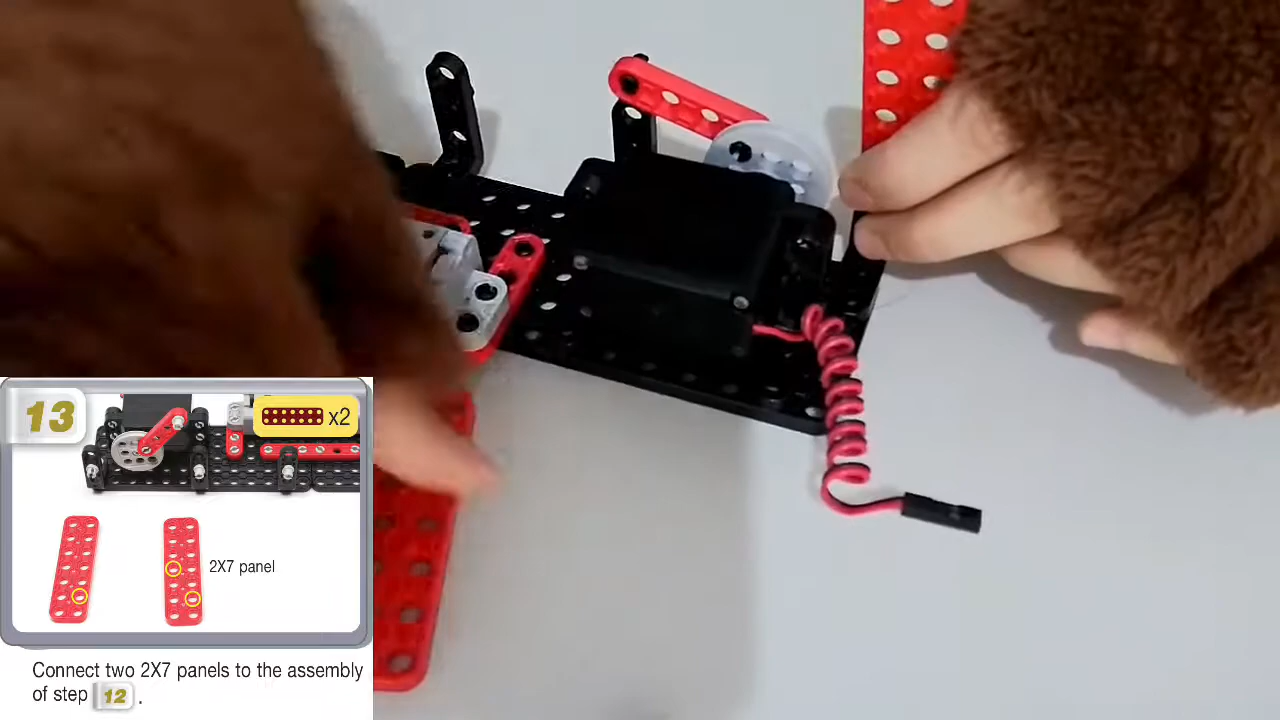 13
x2
2X7 panel
Connect two 2X7 panels to the assembly
of step 12 .